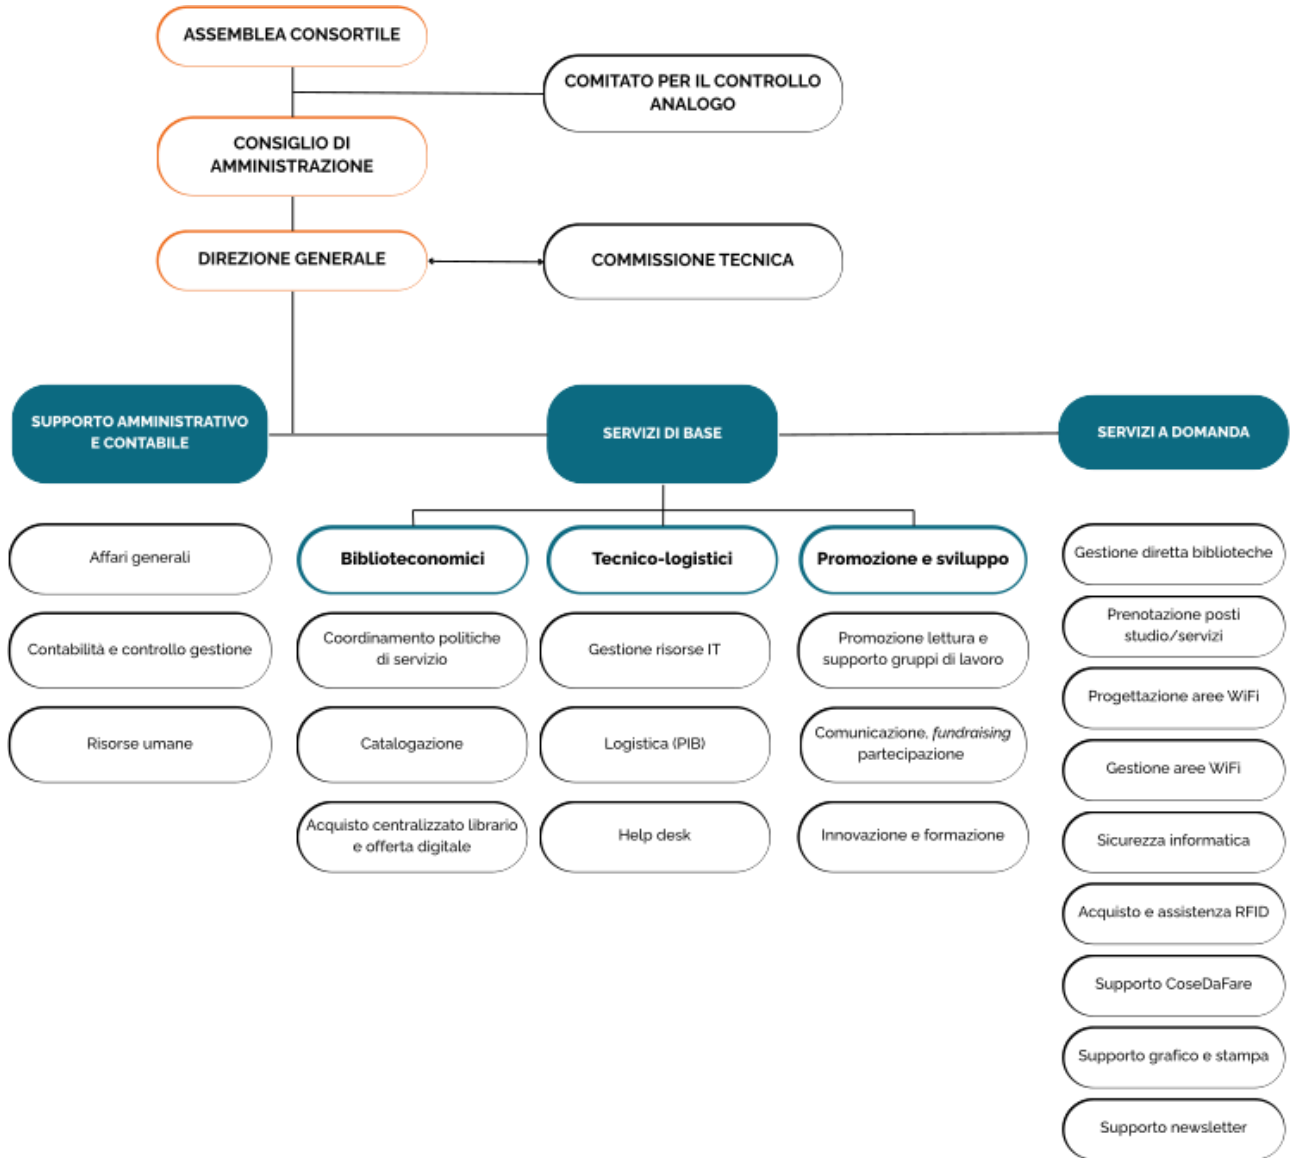 ASSEMBLEA CONSORTILE
COMITATO PER IL CONTROLLO
ANALOGO
CONSIGLIO DI
AMMINISTRAZIONE
DIREZIONE GENERALE
COMMISSIONE TECNICA
SUPPORTO AMMINISTRATIVO
E CONTABILE
SERVIZI DI BASE
SERVIZI A DOMANDA
Affari generali
Contabilità e controllo gestione
Risorse umane
Biblioteconomici
Coordinamento politiche
di servizio
Catalogazione
Acquisto centralizzato librario
e offerta digitale
Tecnico-logistici
Gestione risorse IT
Logistica (PIB)
Help desk
Promozione e sviluppo
Promozione lettura e
supporto gruppi di lavoro
Comunicazione, fundraising
partecipazione
Innovazione e formazione
Gestione diretta biblioteche
Prenotazione posti
studio/servizi
Progettazione aree WiFi
Gestione aree WiFi
Sicurezza informatica
Acquisto e assistenza RFID
Supporto CoseDaFare
Supporto grafico e stampa
Supporto newsletter